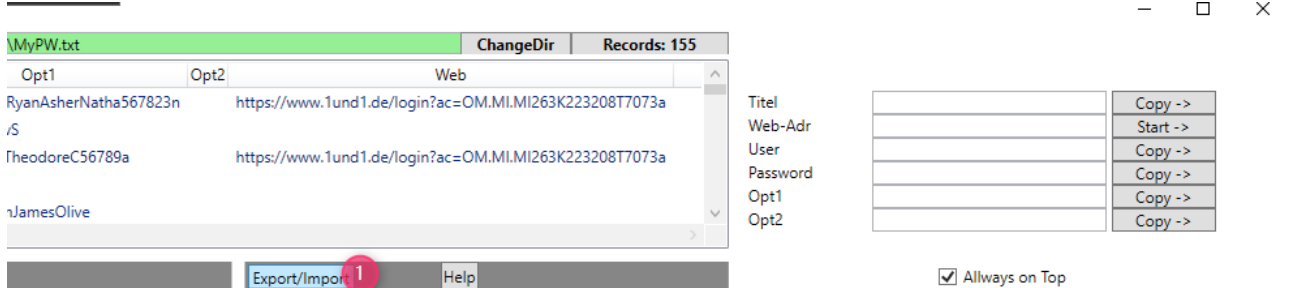 \MyPW.txt ChangeDir Records: 155
Opt1 Opt2 Web
RyanAsherNatha567823n https://www.1und1.de/login?ac=OM.MI.MI263K223208T7073a
Titel Copy ->
vS
Web-Adr Start ->
TheodoreC56789a https://www.1und1.de/login?ac=OM.MI.MI263K223208T7073a
User Copy ->
Password Copy ->
Opt1 Copy ->
nJamesOlive
Opt2 Copy ->
Export/Import 1 Help
Allways on Top